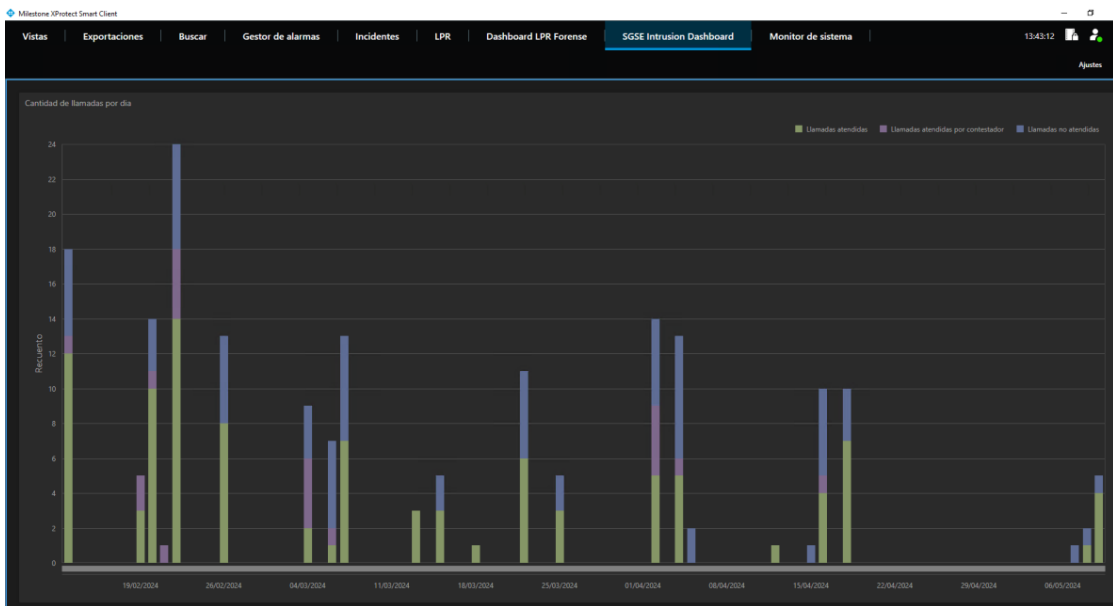 Milestone XProtect Smart Client
Vistas Exportaciones Buscar Gestor de alarmas Incidentes LPR Dashboard LPR Forense SGSE Intrusion Dashboard Monitor de sistema 13:43:12
Ajustes
Cantidad de llamadas por dia
Llamadas atendidas Llamadas atendidas por contestador Llamadas no atendidas
24
22
20
18
16
14
12
10
8
6
4
2
0
Recuento
19/02/2024 26/02/2024 04/03/2024 11/03/2024 18/03/2024 25/03/2024 01/04/2024 08/04/2024 15/04/2024 22/04/2024 29/04/2024 06/05/2024